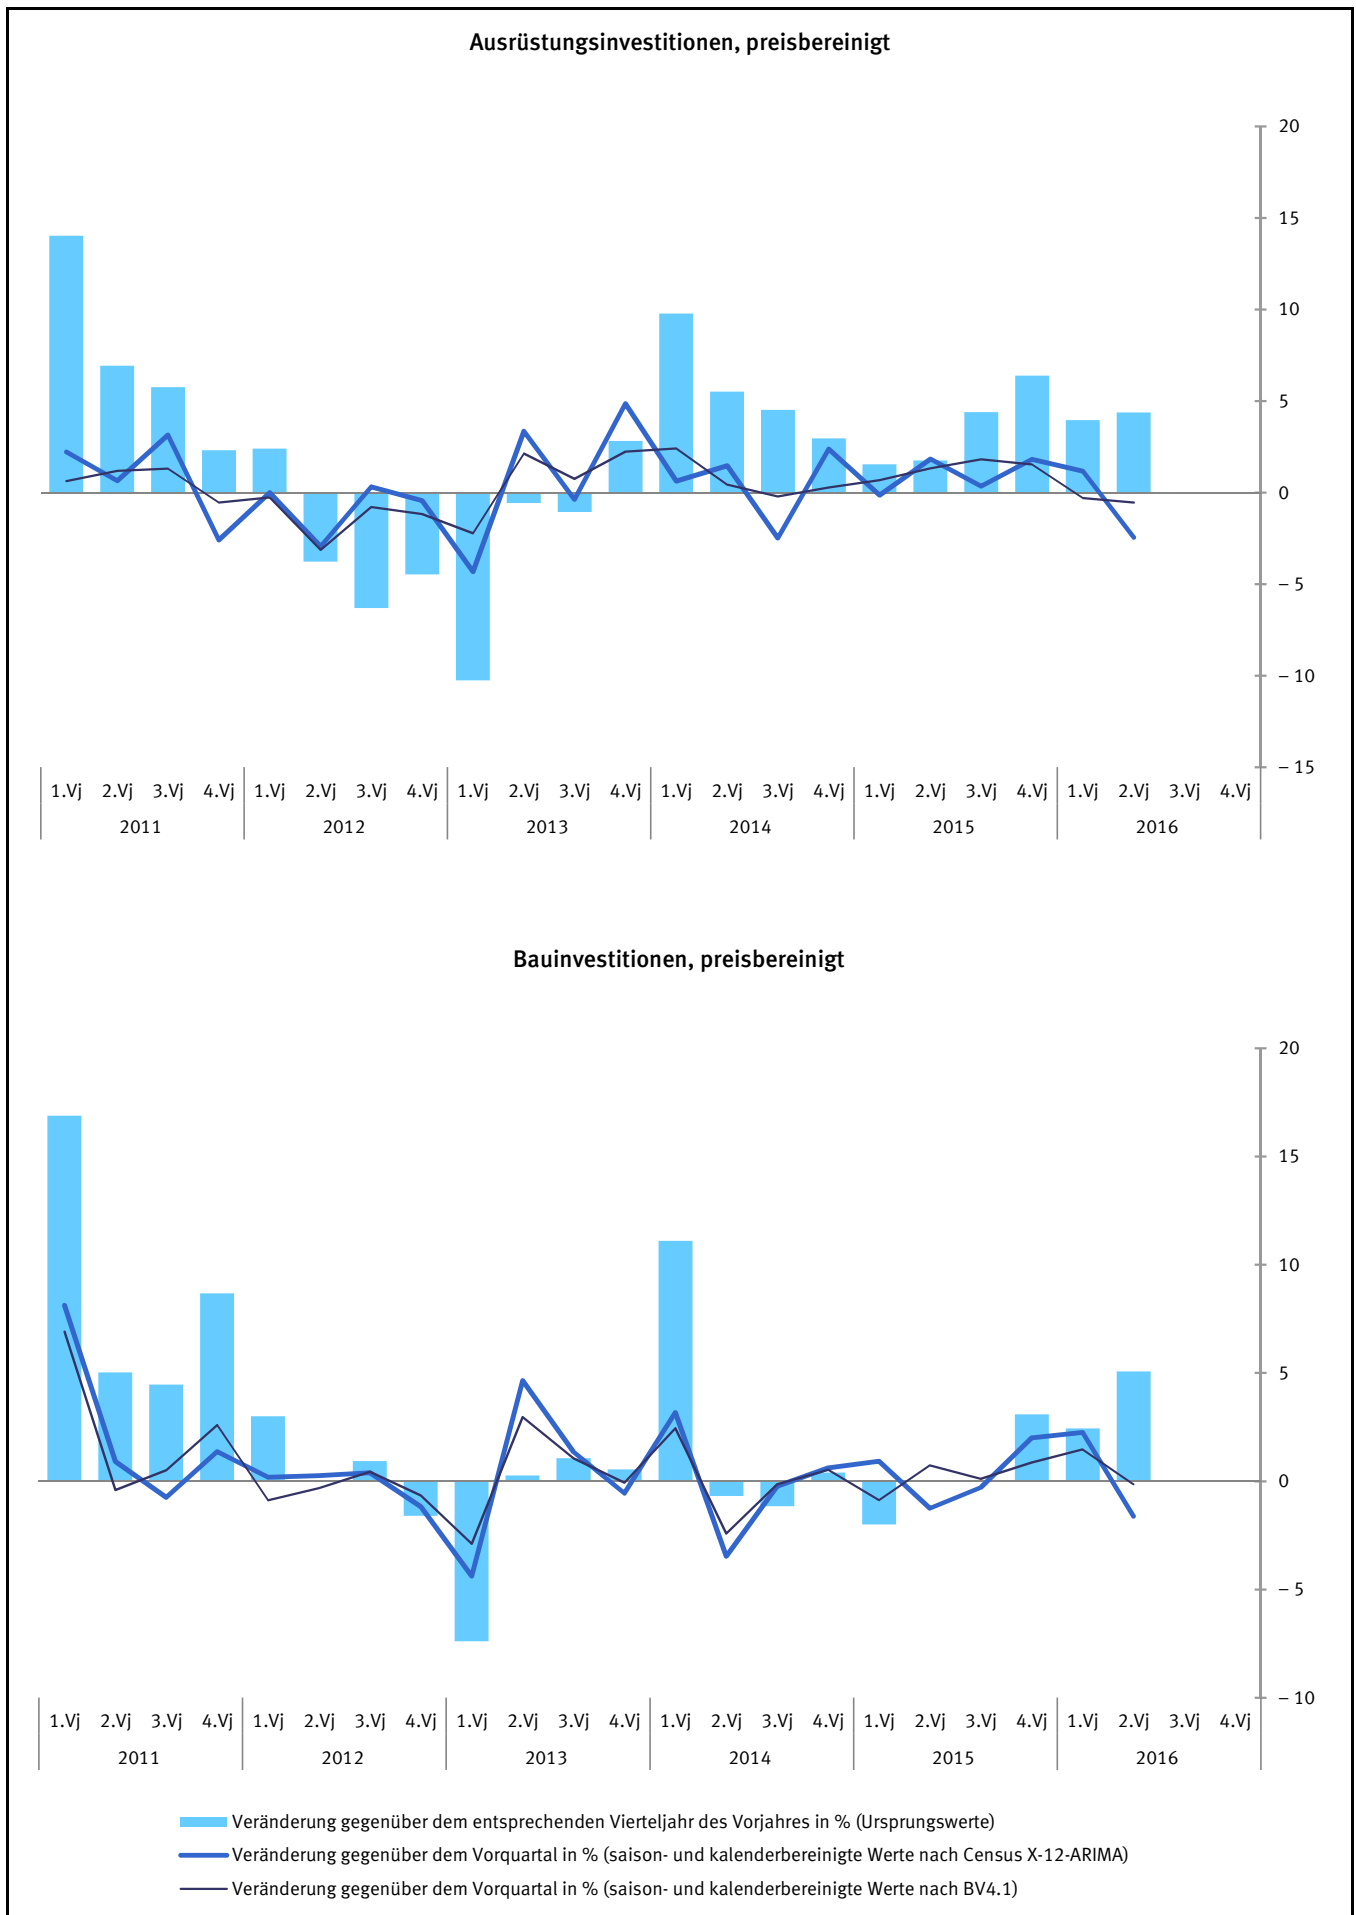 Ausrüstungsinvestitionen, preisbereinigt
20
15
10
5
0
– 5
– 10
– 15
1.Vj 2.Vj 3.Vj 4.Vj 1.Vj 2.Vj 3.Vj 4.Vj 1.Vj 2.Vj 3.Vj 4.Vj 1.Vj 2.Vj 3.Vj 4.Vj 1.Vj 2.Vj 3.Vj 4.Vj 1.Vj 2.Vj 3.Vj 4.Vj
2011 2012 2013 2014 2015 2016
Bauinvestitionen, preisbereinigt
20
15
10
5
0
– 5
– 10
1.Vj 2.Vj 3.Vj 4.Vj 1.Vj 2.Vj 3.Vj 4.Vj 1.Vj 2.Vj 3.Vj 4.Vj 1.Vj 2.Vj 3.Vj 4.Vj 1.Vj 2.Vj 3.Vj 4.Vj 1.Vj 2.Vj 3.Vj 4.Vj
2011 2012 2013 2014 2015 2016
Veränderung gegenüber dem entsprechenden Vierteljahr des Vorjahres in % (Ursprungswerte)
Veränderung gegenüber dem Vorquartal in % (saison- und kalenderbereinigte Werte nach Census X-12-ARIMA)
Veränderung gegenüber dem Vorquartal in % (saison- und kalenderbereinigte Werte nach BV4.1)